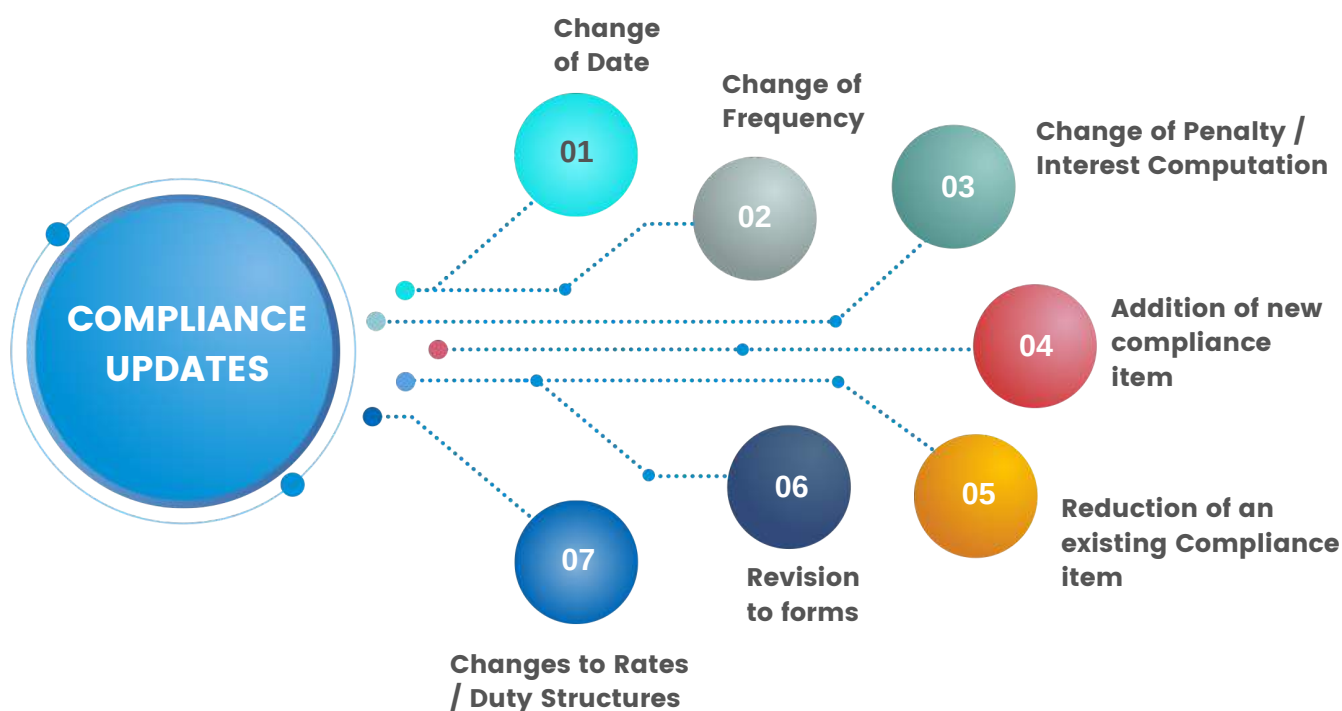 COMPLIANCE
UPDATES
Change
of Date
01
Change of
Frequency
02
Change of Penalty /
Interest Computation
03
Addition of new
compliance
item
04
Reduction of an
existing Compliance
item
05
Revision
to forms
06
Changes to Rates
/ Duty Structures
07